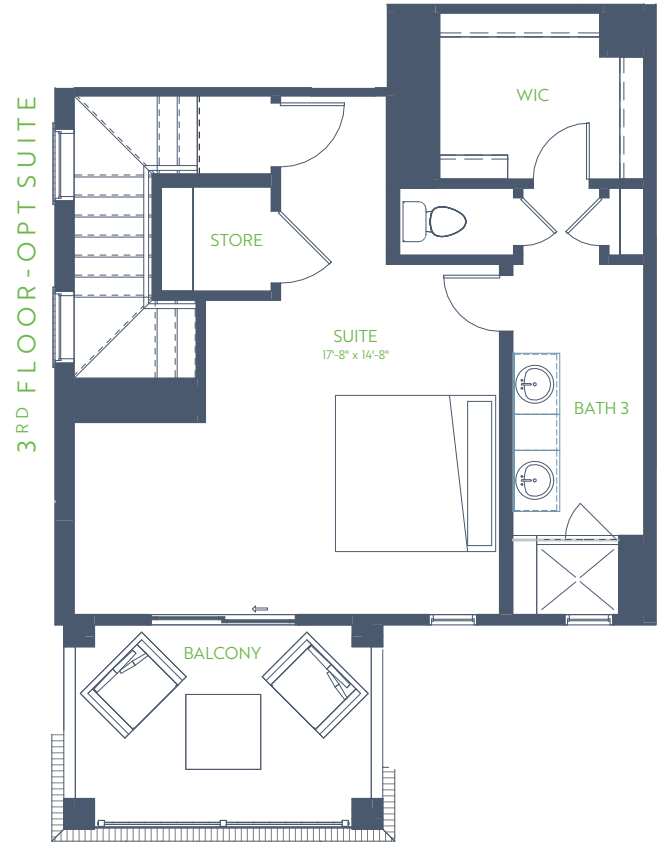 3RD FLOOR-OPT SUITE
WIC
STORE
SUITE
17'-8" x 14'-8"
BATH 3
BALCONY